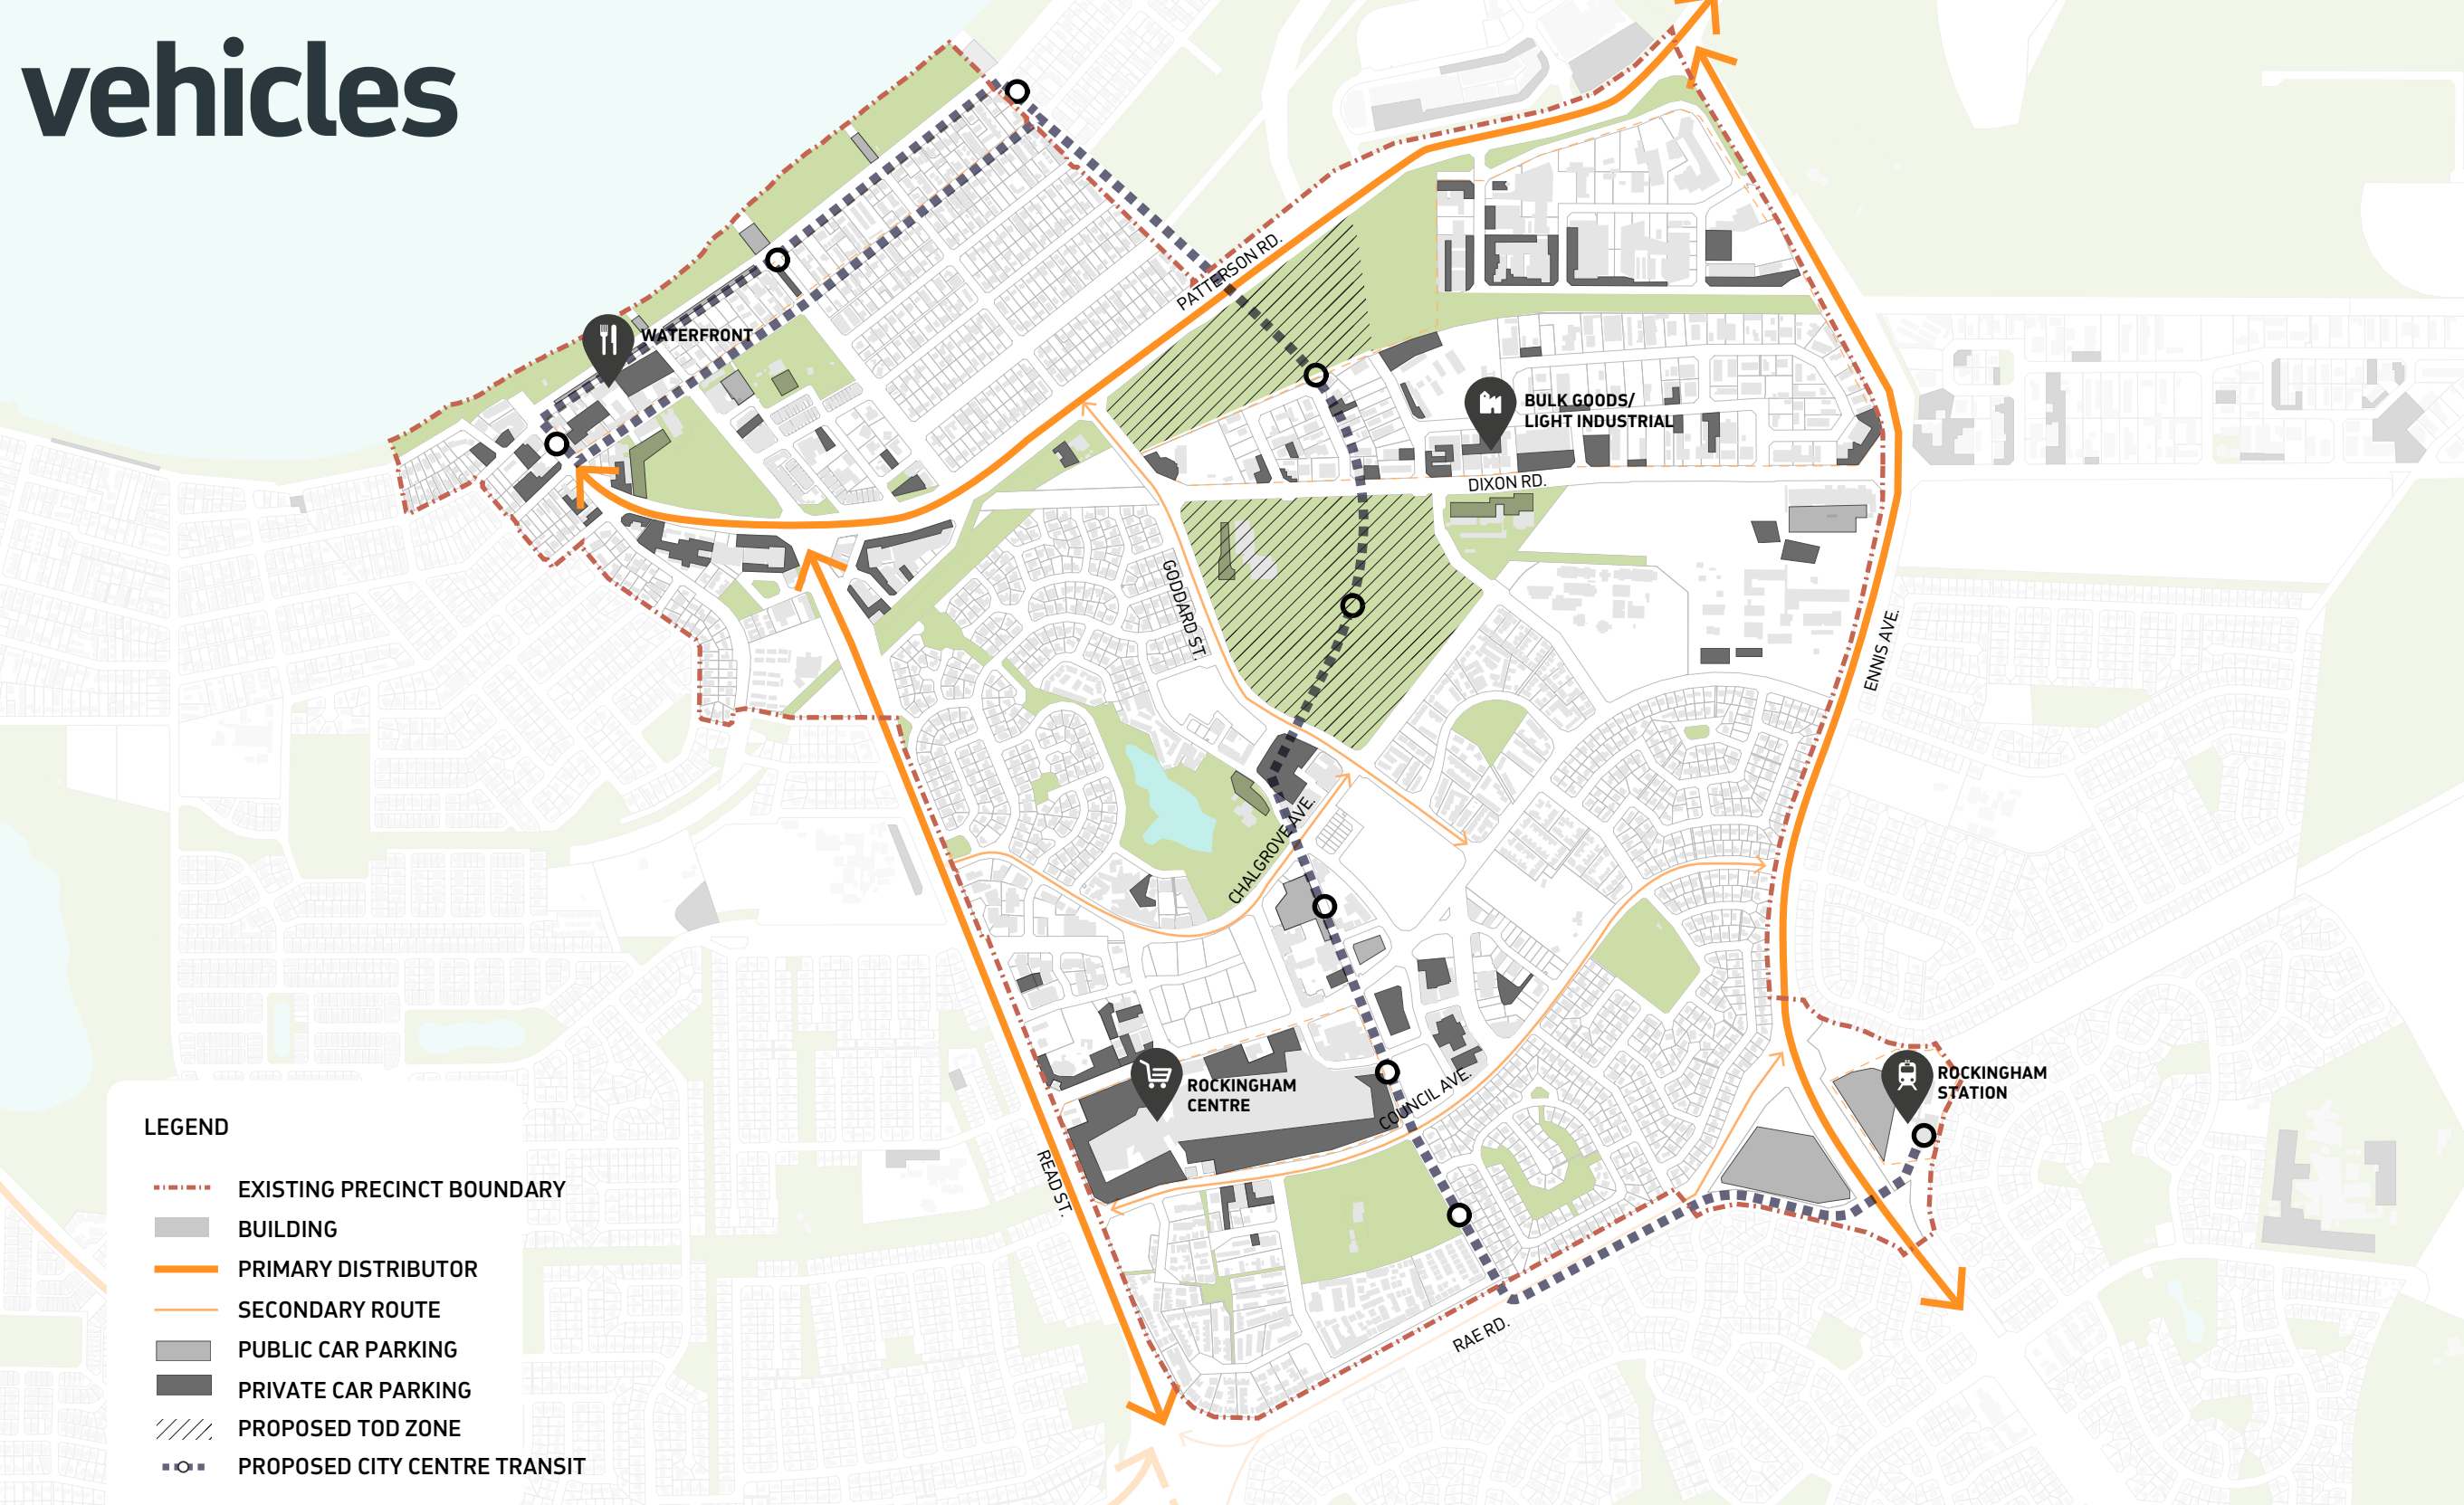 vehicles
WATERFRONT
PATTERSON RD.
BULK GOODS/
LIGHT INDUSTRIAL
DIXON RD.
GODDARD ST.
ENNIS AVE.
CHALGROVE AVE.
ROCKINGHAM
CENTRE
COUNCIL AVE.
ROCKINGHAM
STATION
READ ST.
RAE RD.
LEGEND
EXISTING PRECINCT BOUNDARY
BUILDING
PRIMARY DISTRIBUTOR
SECONDARY ROUTE
PUBLIC CAR PARKING
PRIVATE CAR PARKING
PROPOSED TOD ZONE
PROPOSED CITY CENTRE TRANSIT